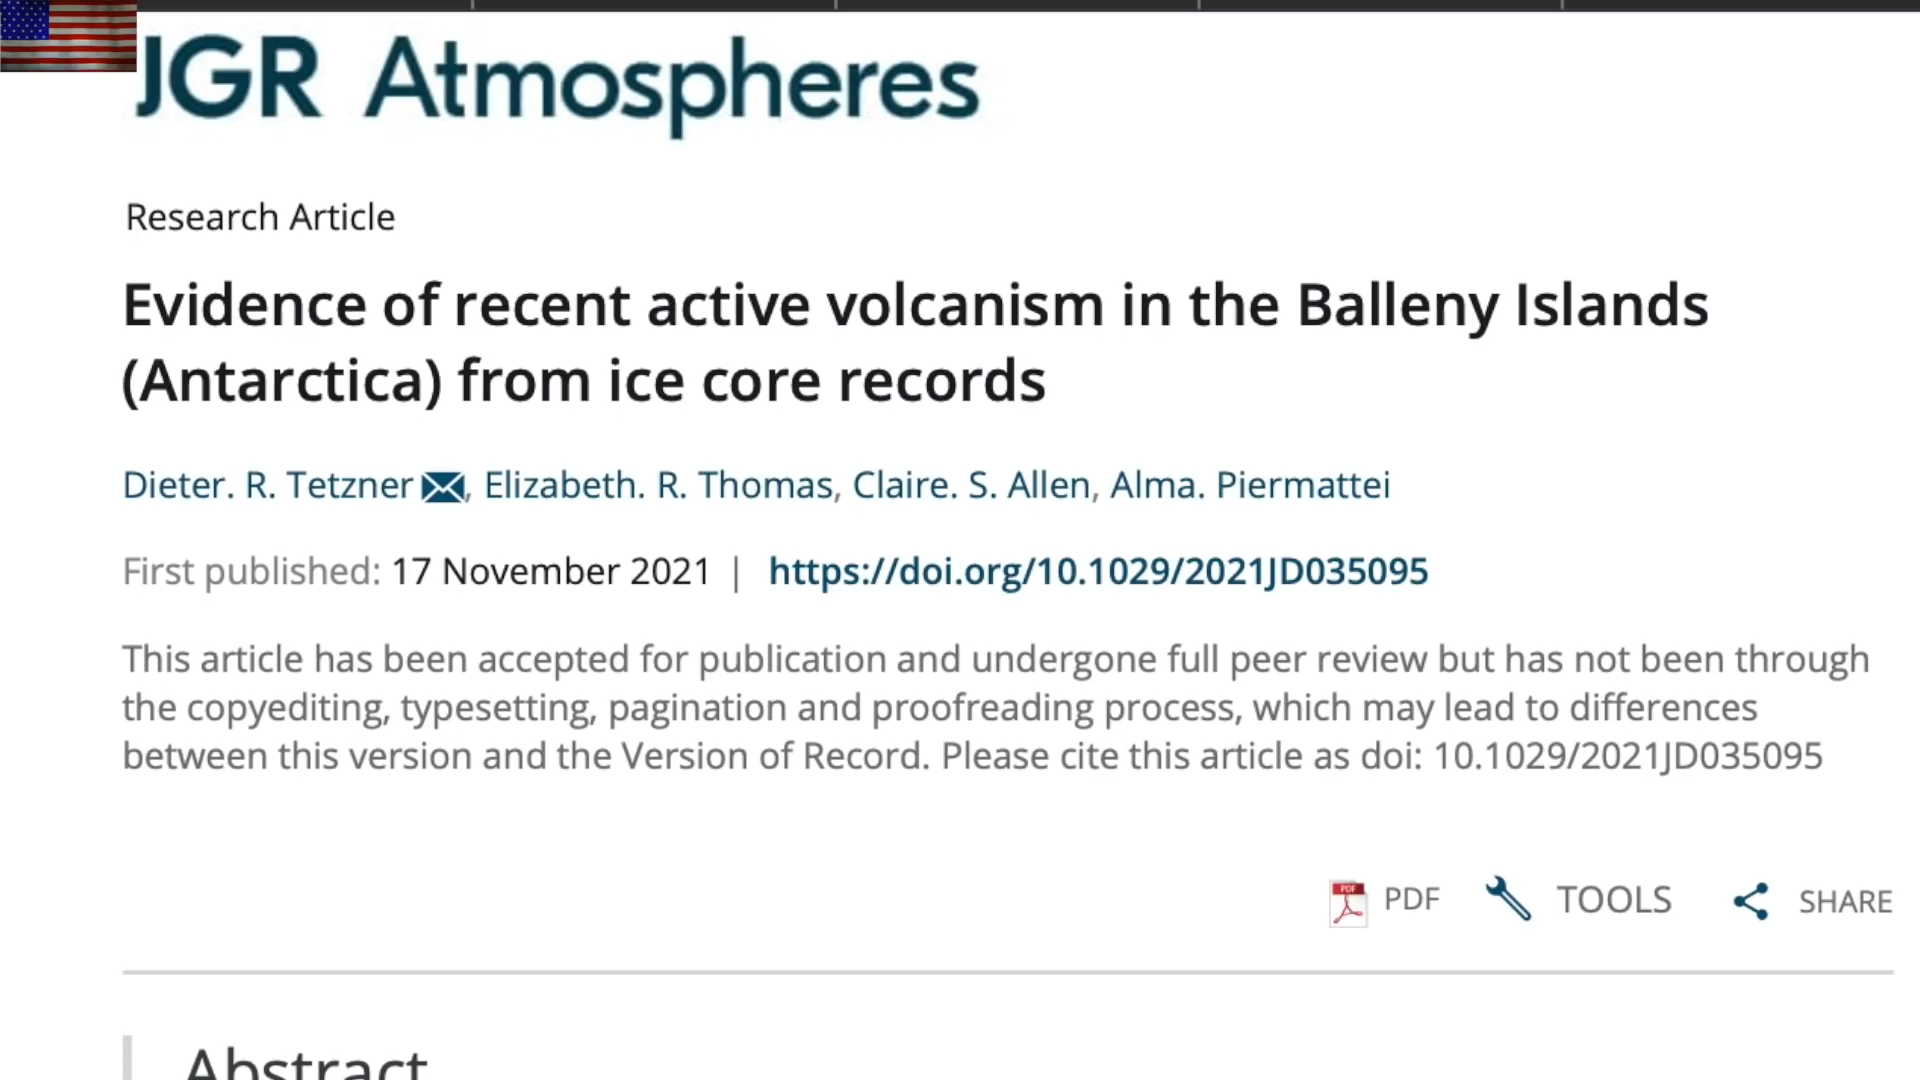 JGR Atmospheres
Research Article
Evidence of recent active volcanism in the Balleny Islands
(Antarctica) from ice core records
Dieter. R. Tetzner, Elizabeth. R. Thomas, Claire. S. Allen, Alma. Piermattei
First published: 17 November 2021 | https://doi.org/10.1029/2021JD035095
This article has been accepted for publication and undergone full peer review but has not been through
the copyediting, typesetting, pagination and proofreading process, which may lead to differences
between this version and the Version of Record. Please cite this article as doi: 10.1029/2021JD035095
PDF PDF TOOLS SHARE
Abstract